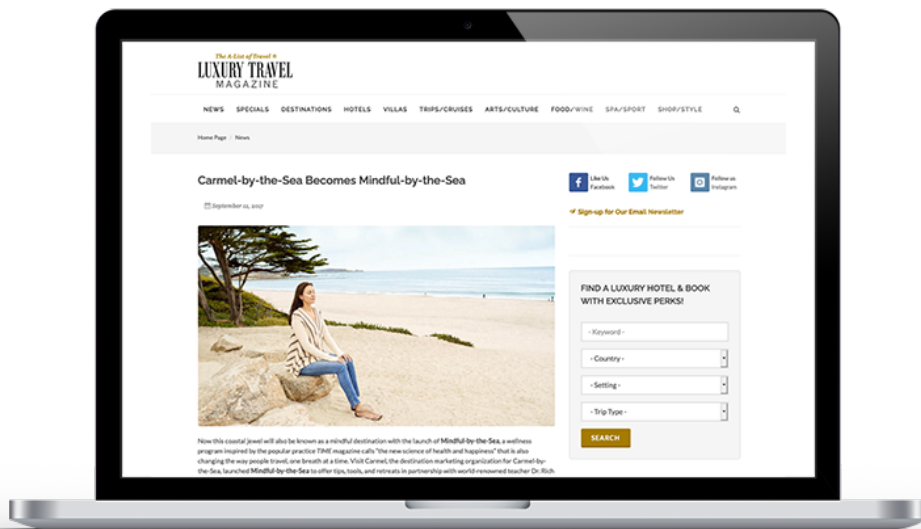 The A-List of Travel
LUXURY TRAVEL
MAGAZINE
NEWS SPECIALS DESTINATIONS HOTELS VILLAS TRIPS/CRUISES ARTS/CULTURE FOOD/WINE SPA/SPORT SHOP/STYLE
Home Page / News
Carmel-by-the-Sea Becomes Mindful-by-the-Sea
September 12, 2017
Like Us
Facebook
Follow Us
Twitter
Follow us
Instagram
Sign-up for Our Email Newsletter
FIND A LUXURY HOTEL & BOOK
WITH EXCLUSIVE PERKS!
- Keyword -
- Country -
- Setting -
- Trip Type -
SEARCH
Now this coastal jewel will also be known as a mindful destination with the launch of Mindful-by-the-Sea, a wellness
program inspired by the popular practice TIME magazine calls "the new science of health and happiness" that is also
changing the way people travel, one breath at a time. Visit Carmel, the destination marketing organization for Carmel-by-
the-Sea, launched Mindful-by-the-Sea to offer tips, tools, and retreats in partnership with world-renowned teacher Dr. Rich